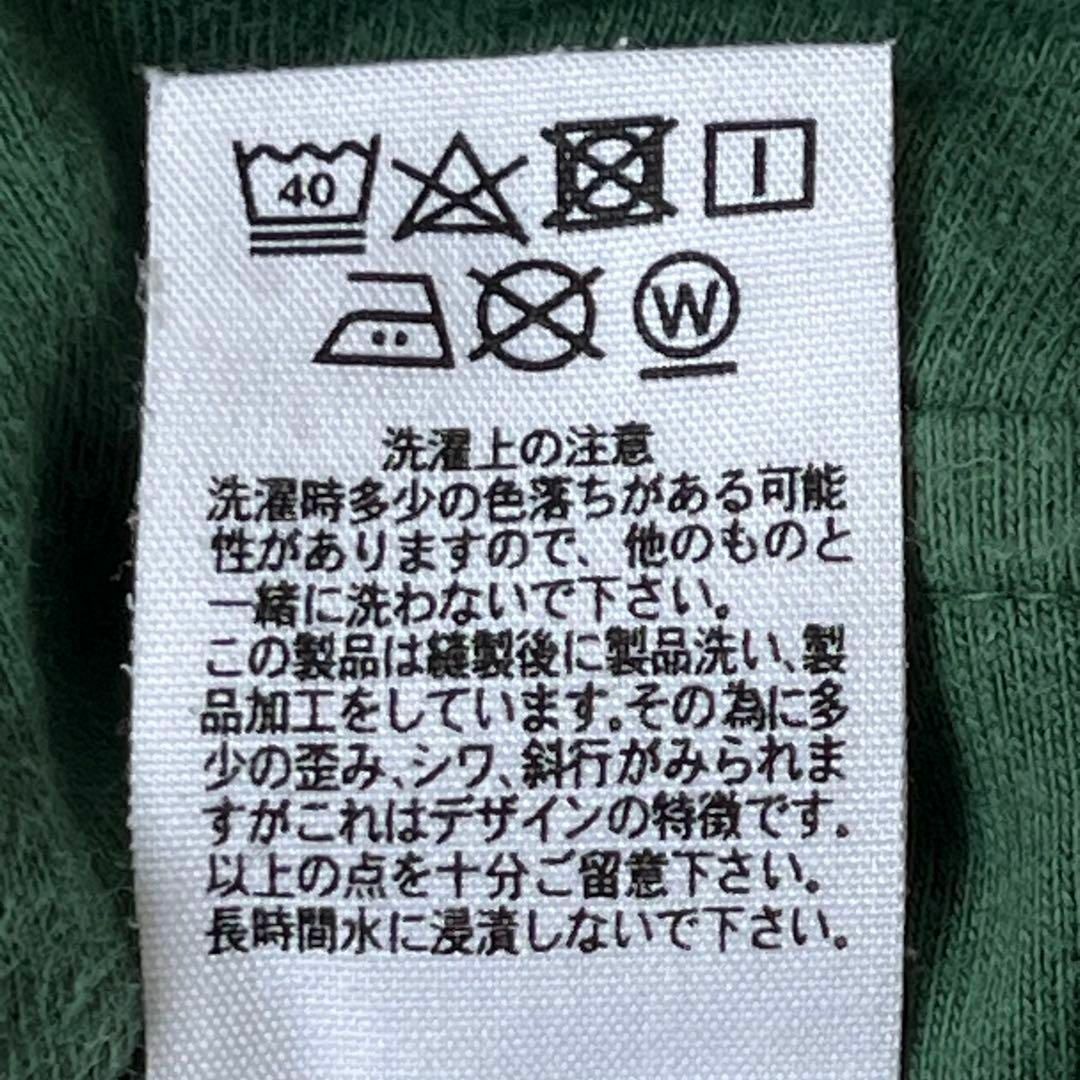 40
W
洗濯上の注意
洗濯時多少の色落ちがある可能
性がありますので、他のものと
一緒に洗わないで下さい。
この製品は縫製後に製品洗い、製
品加工をしています。その為に多
少の歪み、シワ、斜行がみられま
すがこれはデザインの特徴です。
以上の点を十分ご留意下さい。
長時間水に浸漬しないで下さい。